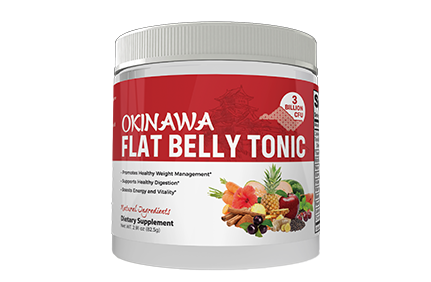 3
BILLION
CFU
OKINAWA
FLAT BELLY TONIC
• Promotes Healthy Weight Management*
• Supports Healthy Digestion*
• Boosts Energy and Vitality*
Natural Ingredients
Dietary Supplement
Net WT. 2.91 oz (82.5g)